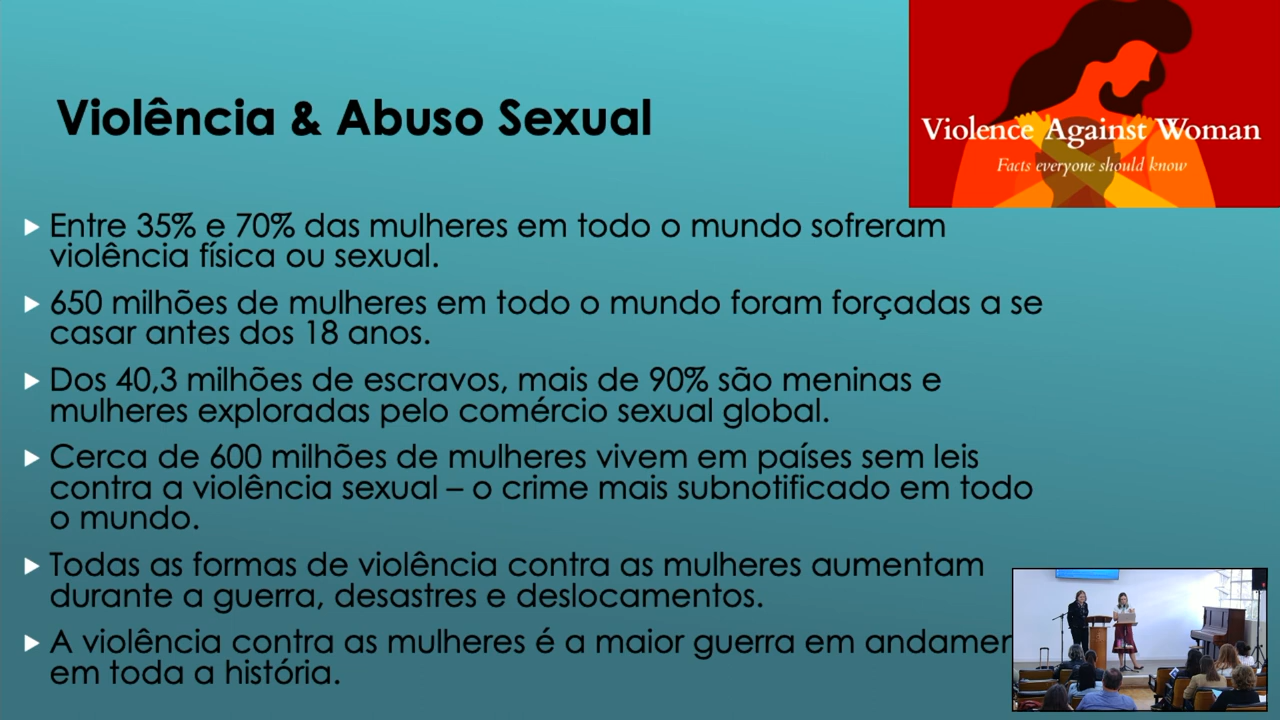 Violência & Abuso Sexual
Violence Against Woman
Facts everyone should know
Entre 35% e 70% das mulheres em todo o mundo sofreram
violência física ou sexual.
650 milhões de mulheres em todo o mundo foram forçadas a se
casar antes dos 18 anos.
Dos 40,3 milhões de escravos, mais de 90% são meninas e
mulheres exploradas pelo comércio sexual global.
Cerca de 600 milhões de mulheres vivem em países sem leis
contra a violência sexual – o crime mais subnotificado em todo
o mundo.
Todas as formas de violência contra as mulheres aumentam
durante a guerra, desastres e deslocamentos.
A violência contra as mulheres é a maior guerra em
em toda a história.